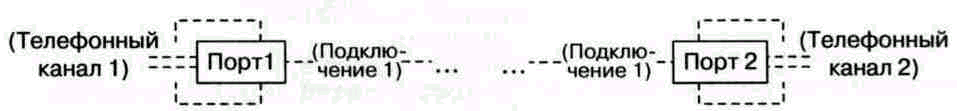 (Телефонный
канал 1)
Порт1
(Подклю-
чение 1)
... ...
(Подклю-
чение 1)
Порт 2
(Телефонный
канал 2)